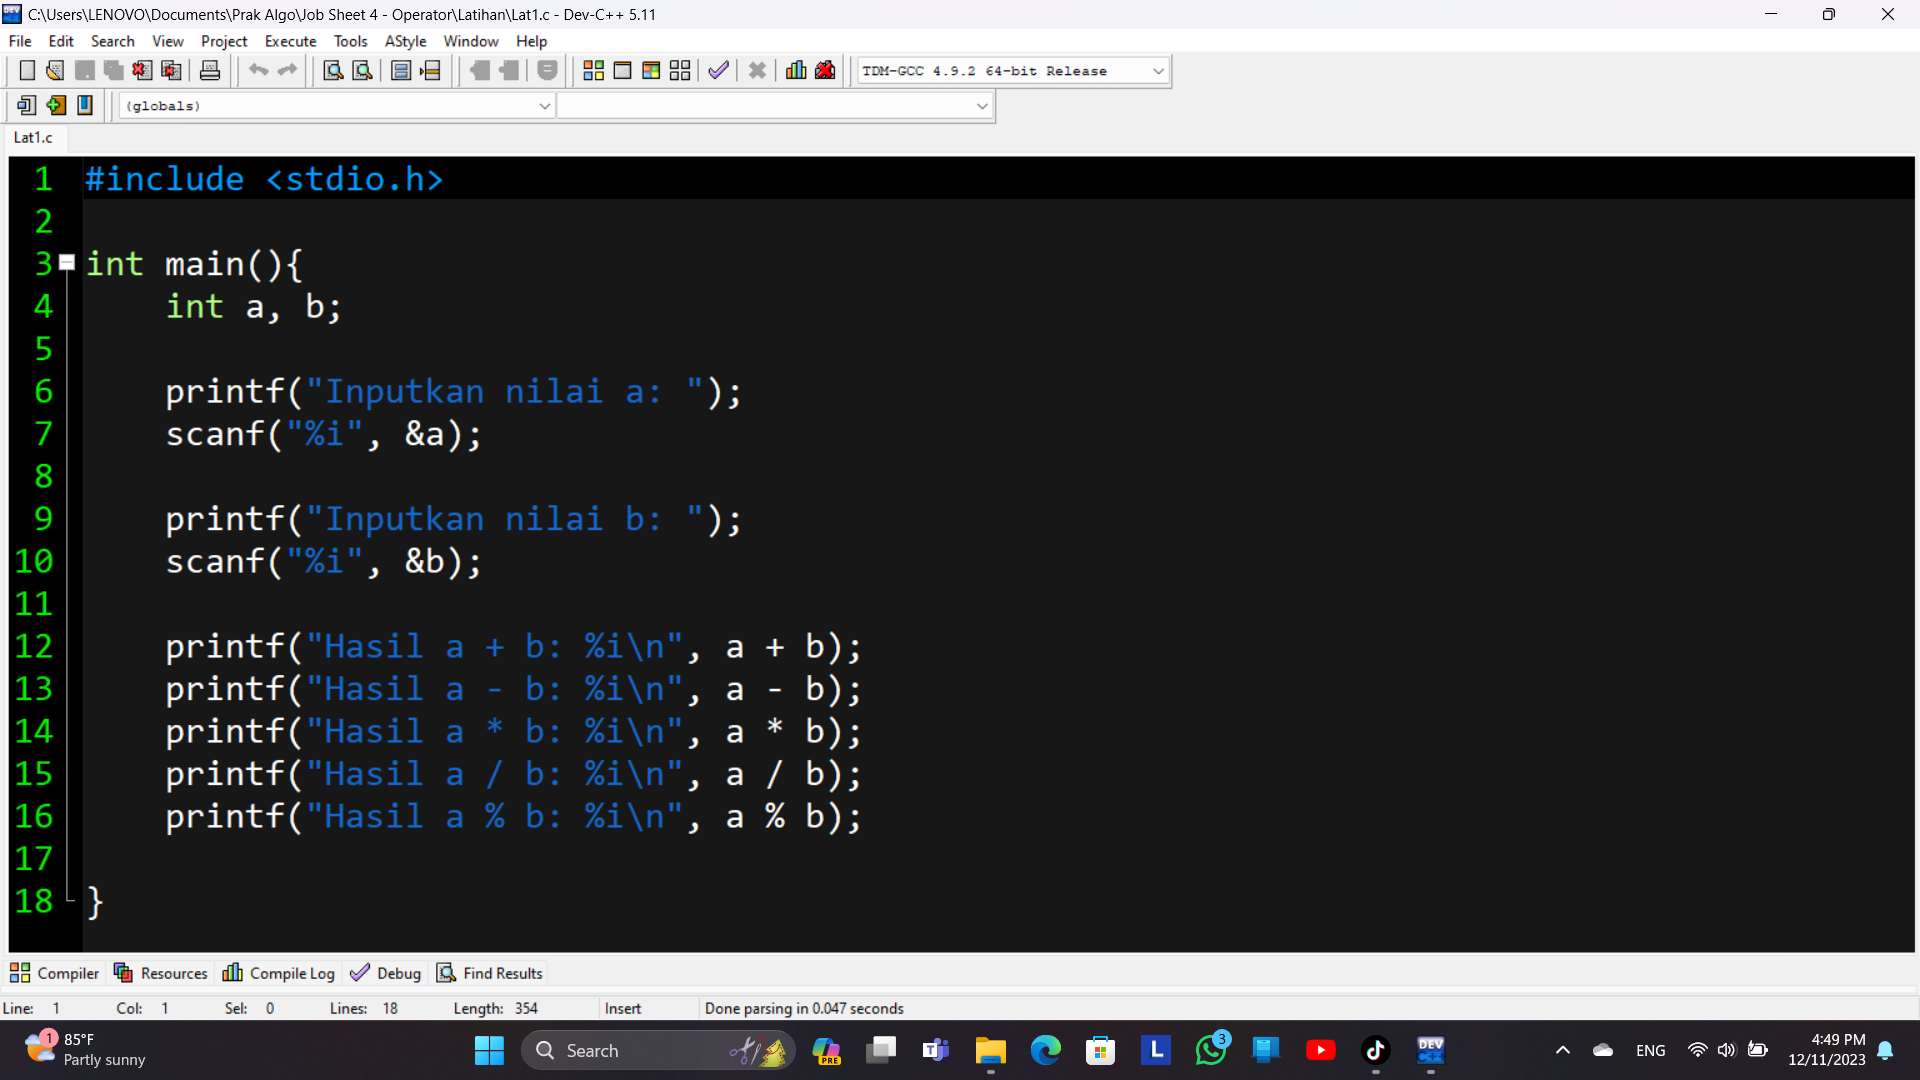 C:\Users\LENOVO\Documents\Prak Algo\Job Sheet 4 - Operator\Latihan\Lat1.c - Dev-C++ 5.11
File Edit Search View Project Execute Tools AStyle Window Help
TDM-GCC 4.9.2 64-bit Release
(globals)
Lat1.c
1 #include <stdio.h>
2
3 int main(){
4 int a, b;
5
6 printf("Inputkan nilai a: ");
7 scanf("%i", &a);
8
9 printf("Inputkan nilai b: ");
10 scanf("%i", &b);
11
12 printf("Hasil a + b: %i\n", a + b);
13 printf("Hasil a - b: %i\n", a - b);
14 printf("Hasil a * b: %i\n", a * b);
15 printf("Hasil a / b: %i\n", a / b);
16 printf("Hasil a % b: %i\n", a % b);
17
18 }
Compiler Resources Compile Log Debug Find Results
Line: 1 Col: 1 Sel: 0 Lines: 18 Length: 354 Insert Done parsing in 0.047 seconds
1 85°F
Partly sunny
Search
PRE
T
L
3
DEV
C++
ENG
4:49 PM
12/11/2023